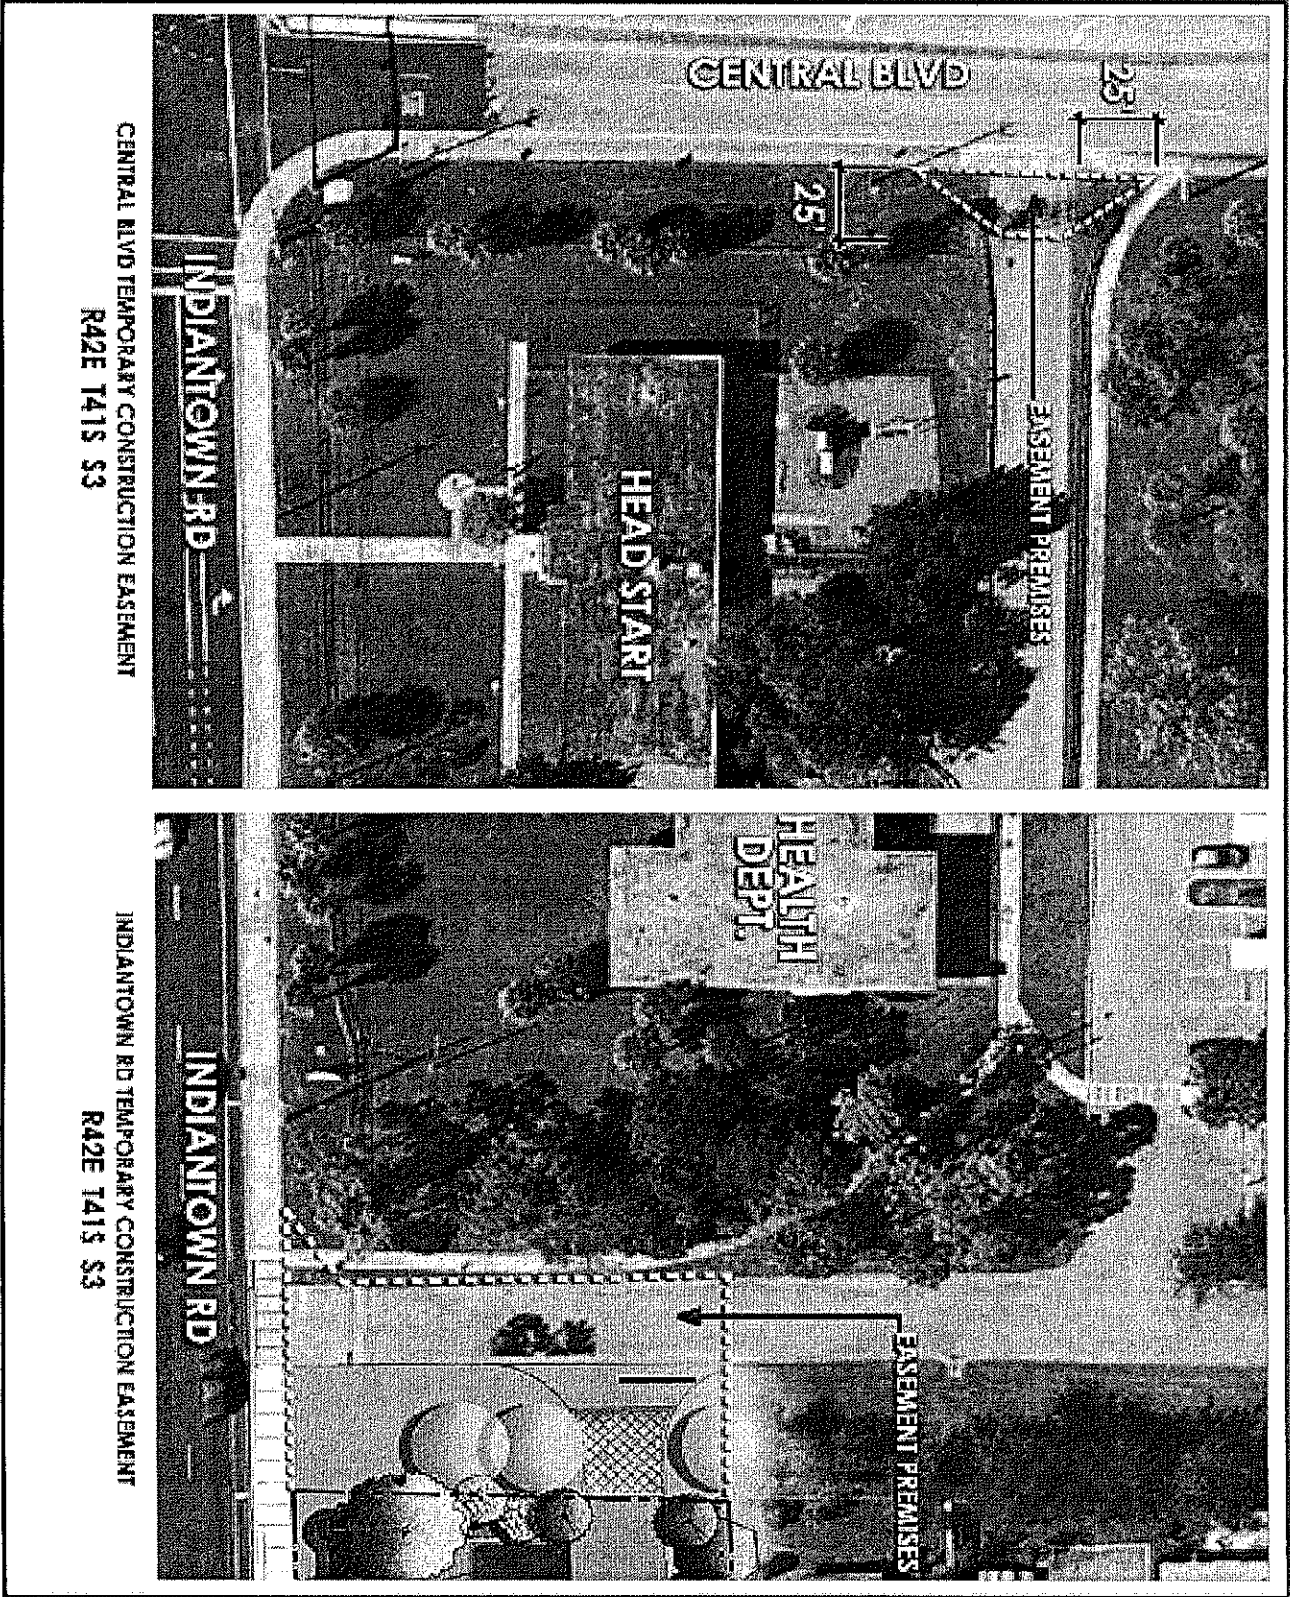 CENTRAL BLVD
25'
25'
EASEMENT PREMISES
HEAD START
INDIANTOWN RD
CENTRAL BLVD TEMPORARY CONSTRUCTION EASEMENT
R42E T41S S3
HEALTH
DEPT.
EASEMENT PREMISES
INDIANTOWN RD
INDIANTOWN RD TEMPORARY CONSTRUCTION EASEMENT
R42E T41S S3